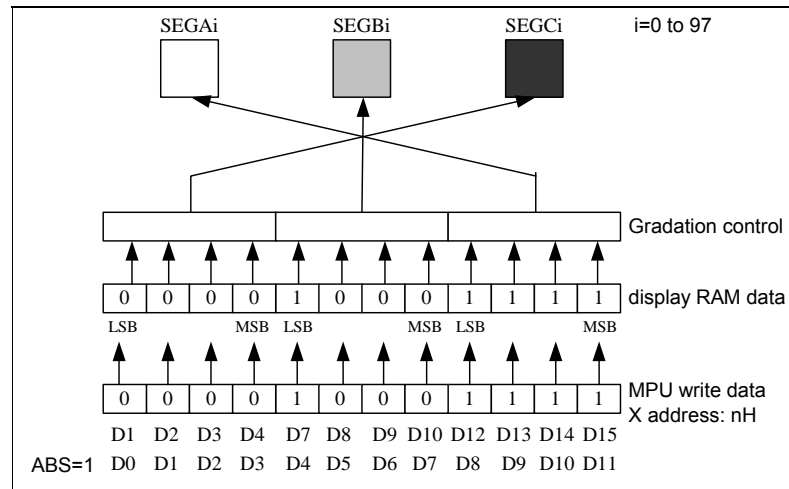 SEGAi SEGBi SEGCi i=0 to 97
Gradation control
0 0 0 0 1 0 0 0 1 1 1 1 display RAM data
LSB MSB LSB MSB LSB MSB
0 0 0 0 1 0 0 0 1 1 1 1 MPU write data
X address: nH
D1 D2 D3 D4 D7 D8 D9 D10 D12 D13 D14 D15
ABS=1 D0 D1 D2 D3 D4 D5 D6 D7 D8 D9 D10 D11